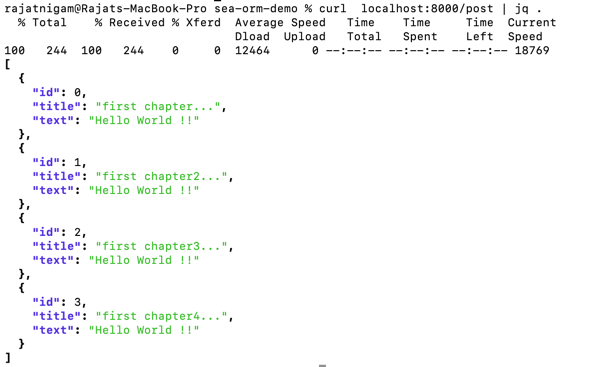 rajatnigam@Rajats-MacBook-Pro sea-orm-demo % curl  localhost:8000/post | jq .
  % Total    % Received % Xferd  Average Speed   Time    Time     Time  Current
                                 Dload  Upload   Total   Spent    Left  Speed
100   244  100   244    0     0  12464      0 --:--:-- --:--:-- --:--:-- 18769
[
  {
    "id": 0,
    "title": "first chapter...",
    "text": "Hello World !!"
  },
  {
    "id": 1,
    "title": "first chapter2...",
    "text": "Hello World !!"
  },
  {
    "id": 2,
    "title": "first chapter3...",
    "text": "Hello World !!"
  },
  {
    "id": 3,
    "title": "first chapter4...",
    "text": "Hello World !!"
  }
]